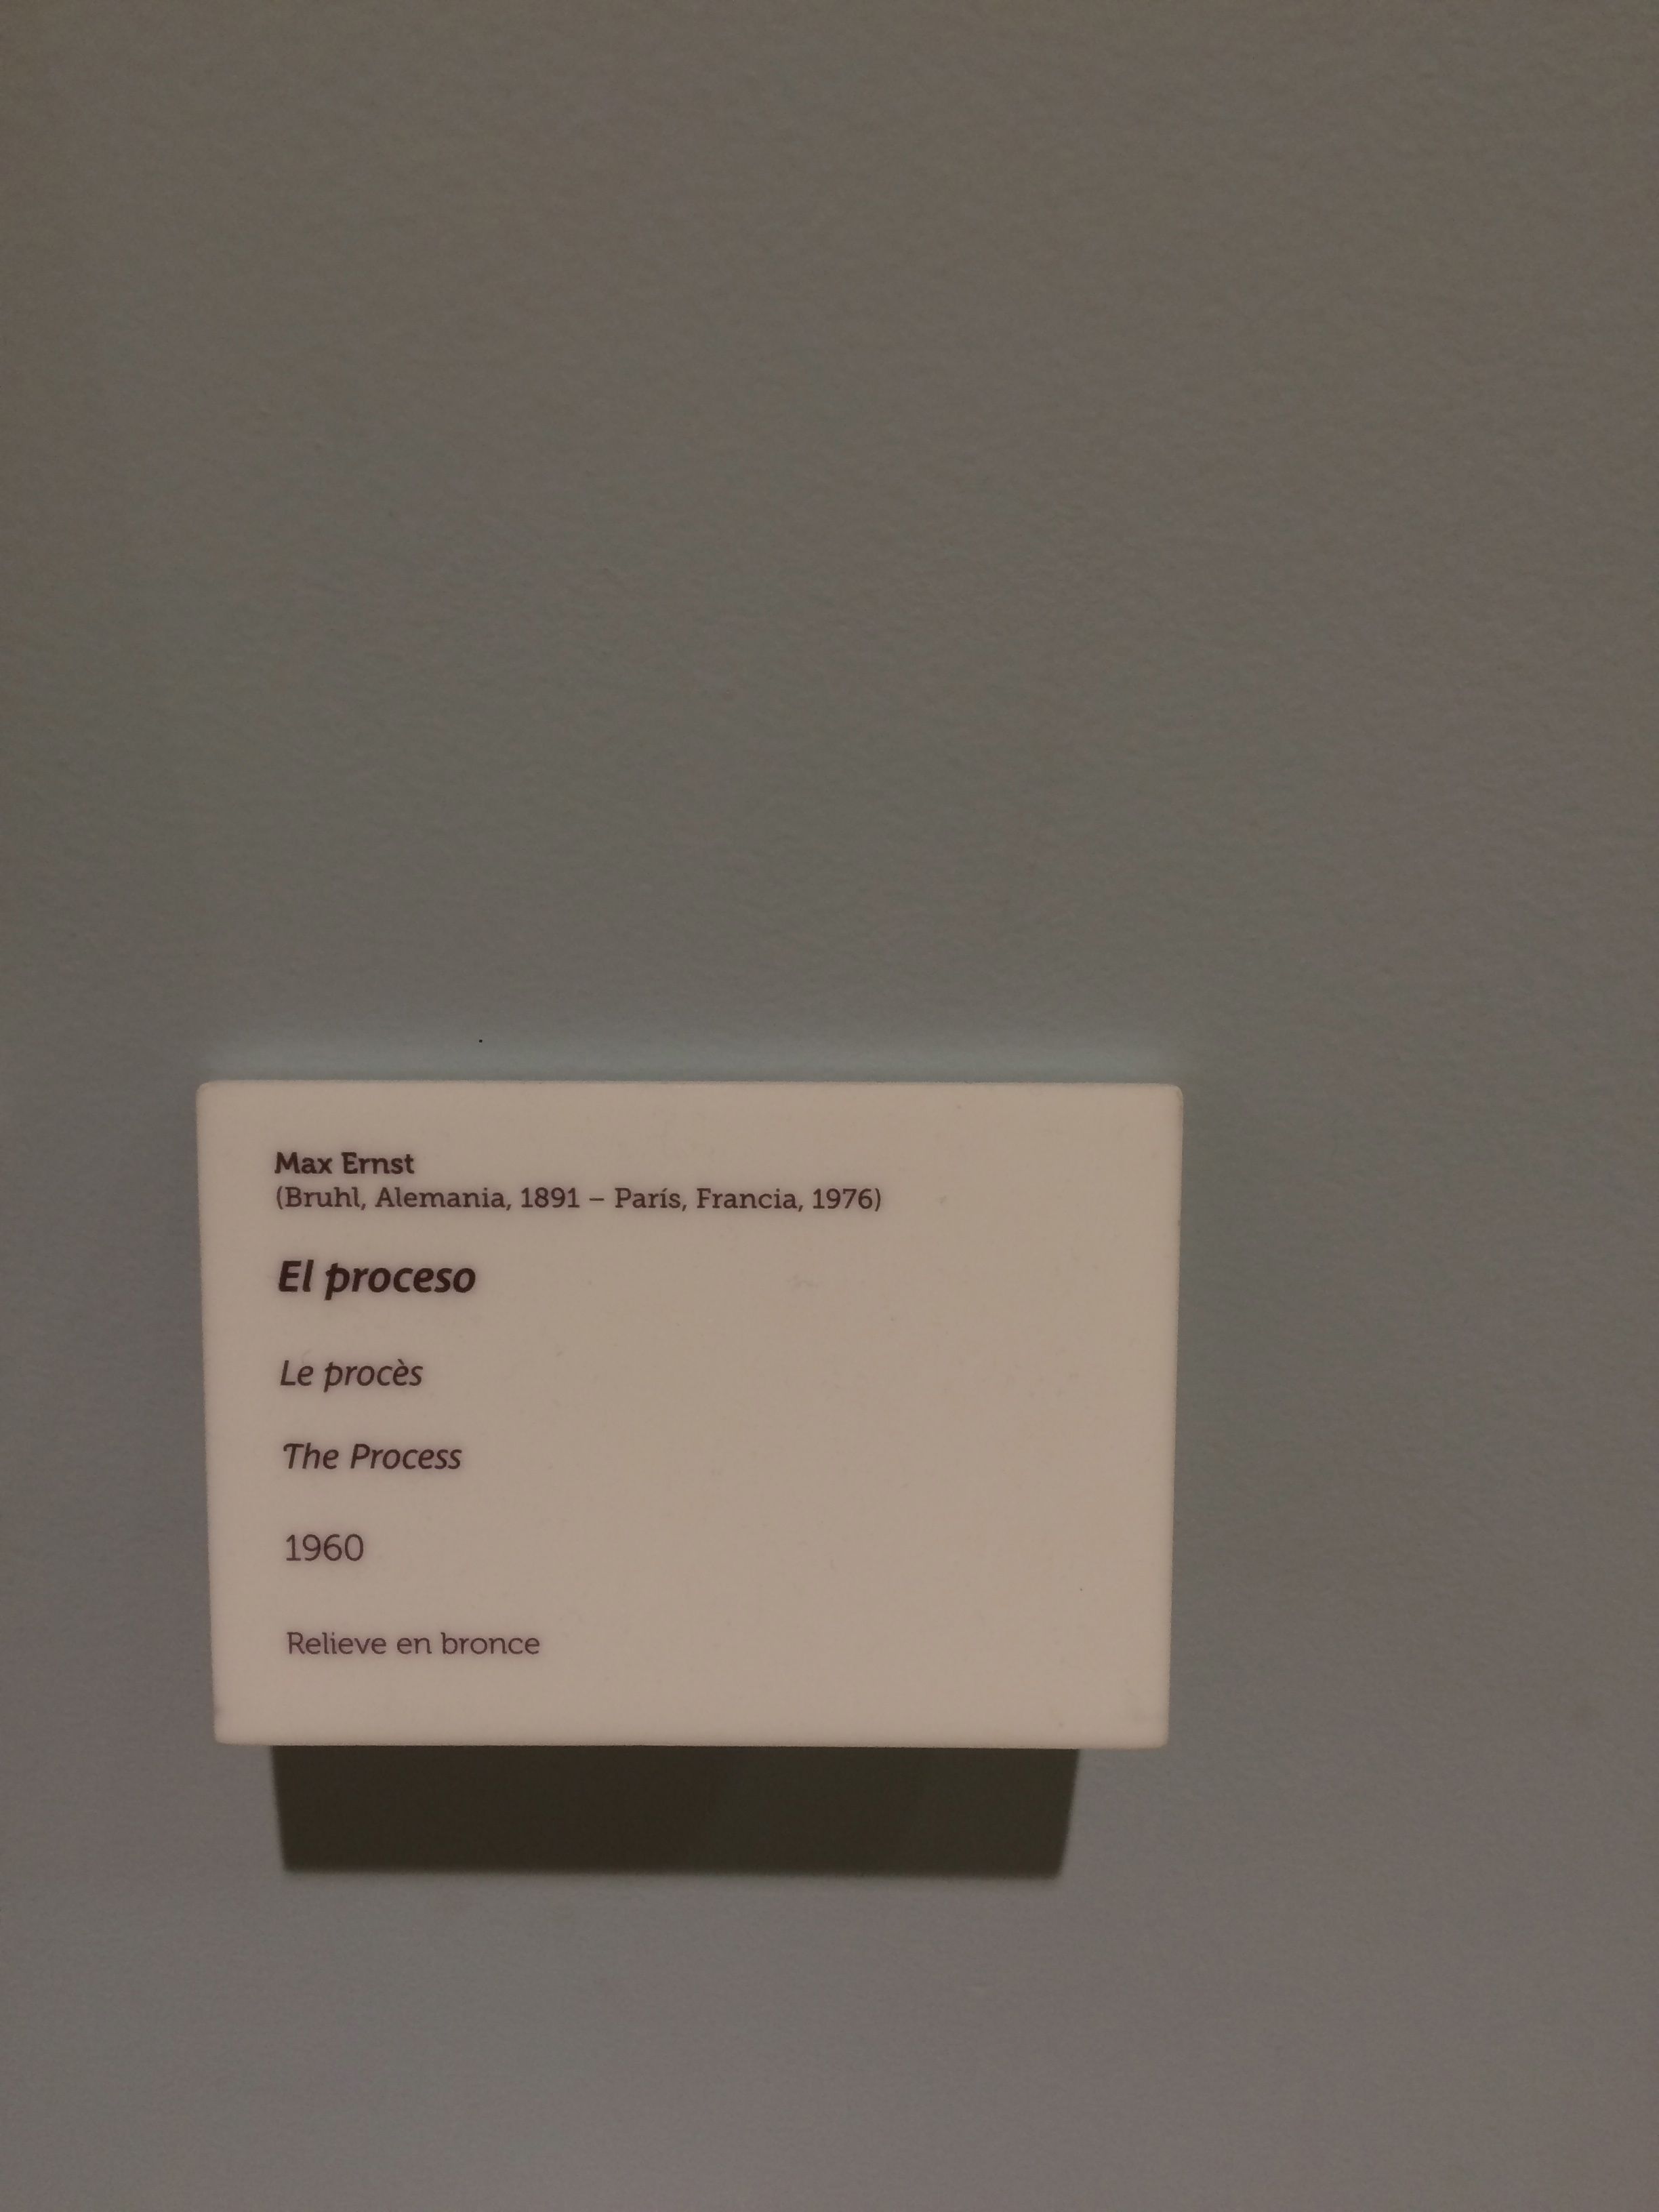 Max Ernst
(Bruhl, Alemania, 1891 – París, Francia, 1976)
El proceso
Le procès
The Process
1960
Relieve en bronce